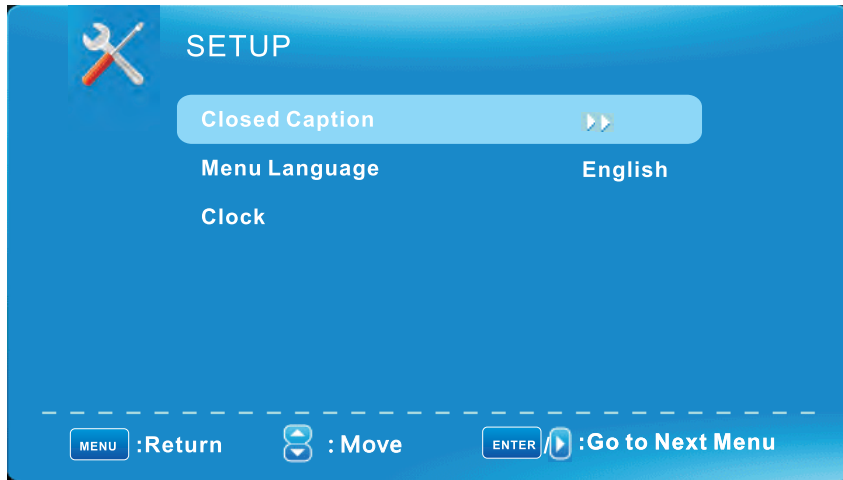 SETUP
Closed Caption
Menu Language English
Clock
MENU :Return : Move ENTER / :Go to Next Menu